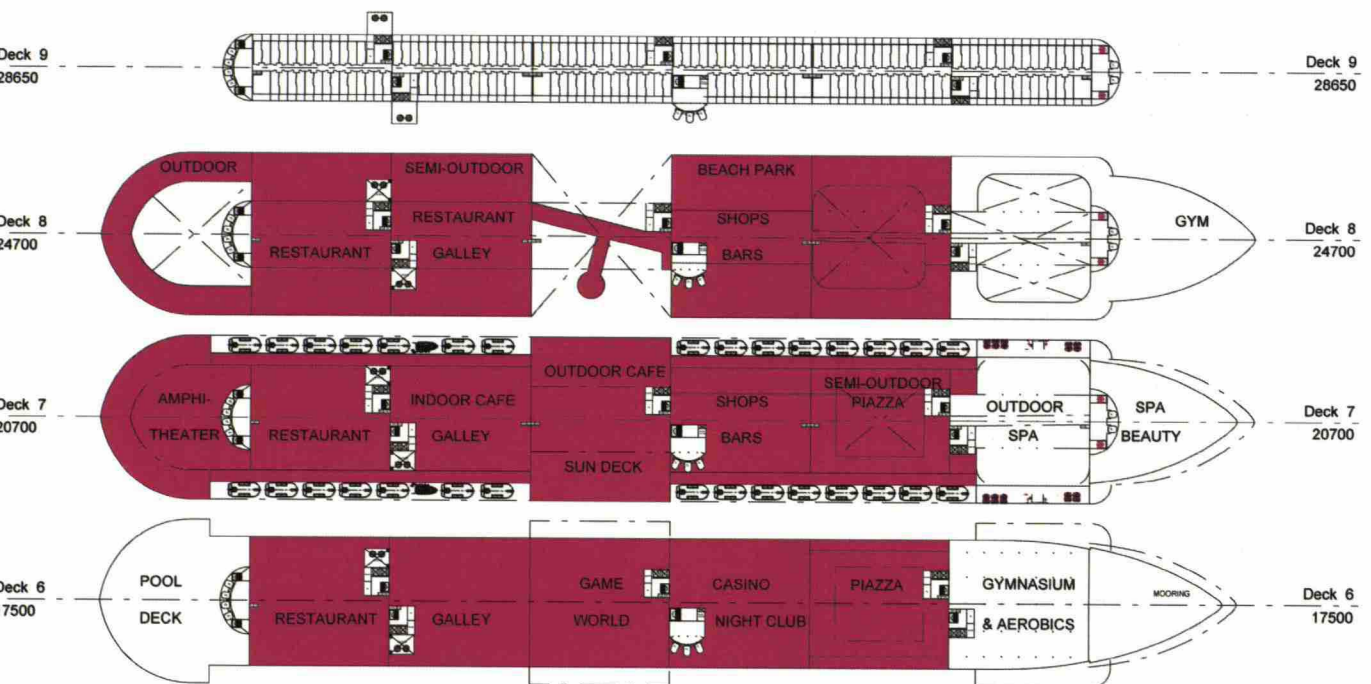 Deck 9
28650
Deck 9
28650
OUTDOOR
SEMI-OUTDOOR
BEACH PARK
RESTAURANT
SHOPS
GYM
Deck 8
24700
Deck 8
24700
RESTAURANT
GALLEY
BARS
OUTDOOR CAFE
SEMI-OUTDOOR
AMPHI-
INDOOR CAFE
SHOPS
PIAZZA
OUTDOOR
SPA
Deck 7
20700
Deck 7
20700
THEATER
RESTAURANT
GALLEY
BARS
SPA
BEAUTY
SUN DECK
POOL
GAME
CASINO
PIAZZA
GYMNASIUM
MOORING
Deck 6
17500
Deck 6
17500
DECK
RESTAURANT
GALLEY
WORLD
NIGHT CLUB
& AEROBICS